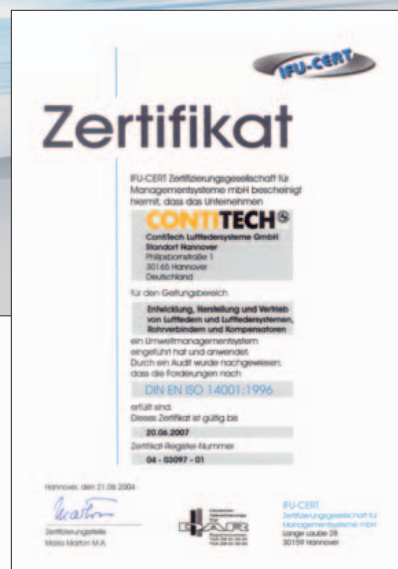 IFU-CERT
Zertifikat
IFU-CERT Zertifizierungsgesellschaft für
Managementsysteme mbH bescheinigt
hiermit, dass das Unternehmen
CONTITECH
ContiTech Luftfedersysteme GmbH
Standort Hannover
Philipsbornstraße 1
30165 Hannover
Deutschland
für den Geltungsbereich
Entwicklung, Herstellung und Vertrieb
von Luftfedern und Luftfedersystemen,
Rohrverbindern und Kompensatoren
ein Umweltmanagementsystem
eingeführt hat und anwendet.
Durch ein Audit wurde nachgewiesen,
dass die Forderungen nach
DIN EN ISO 14001:1996
erfüllt sind.
Dieses Zertifikat ist gültig bis
20.06.2007
Zertifikat-Register-Nummer
04 - 03097 - 01
Hannover, den 21.06.2004
Zertifizierungsstelle
Maria Marton M.A.
DAR
IFU-CERT
Zertifizierungsgesellschaft für
Managementsysteme mbH
Lange Laube 28
30159 Hannover